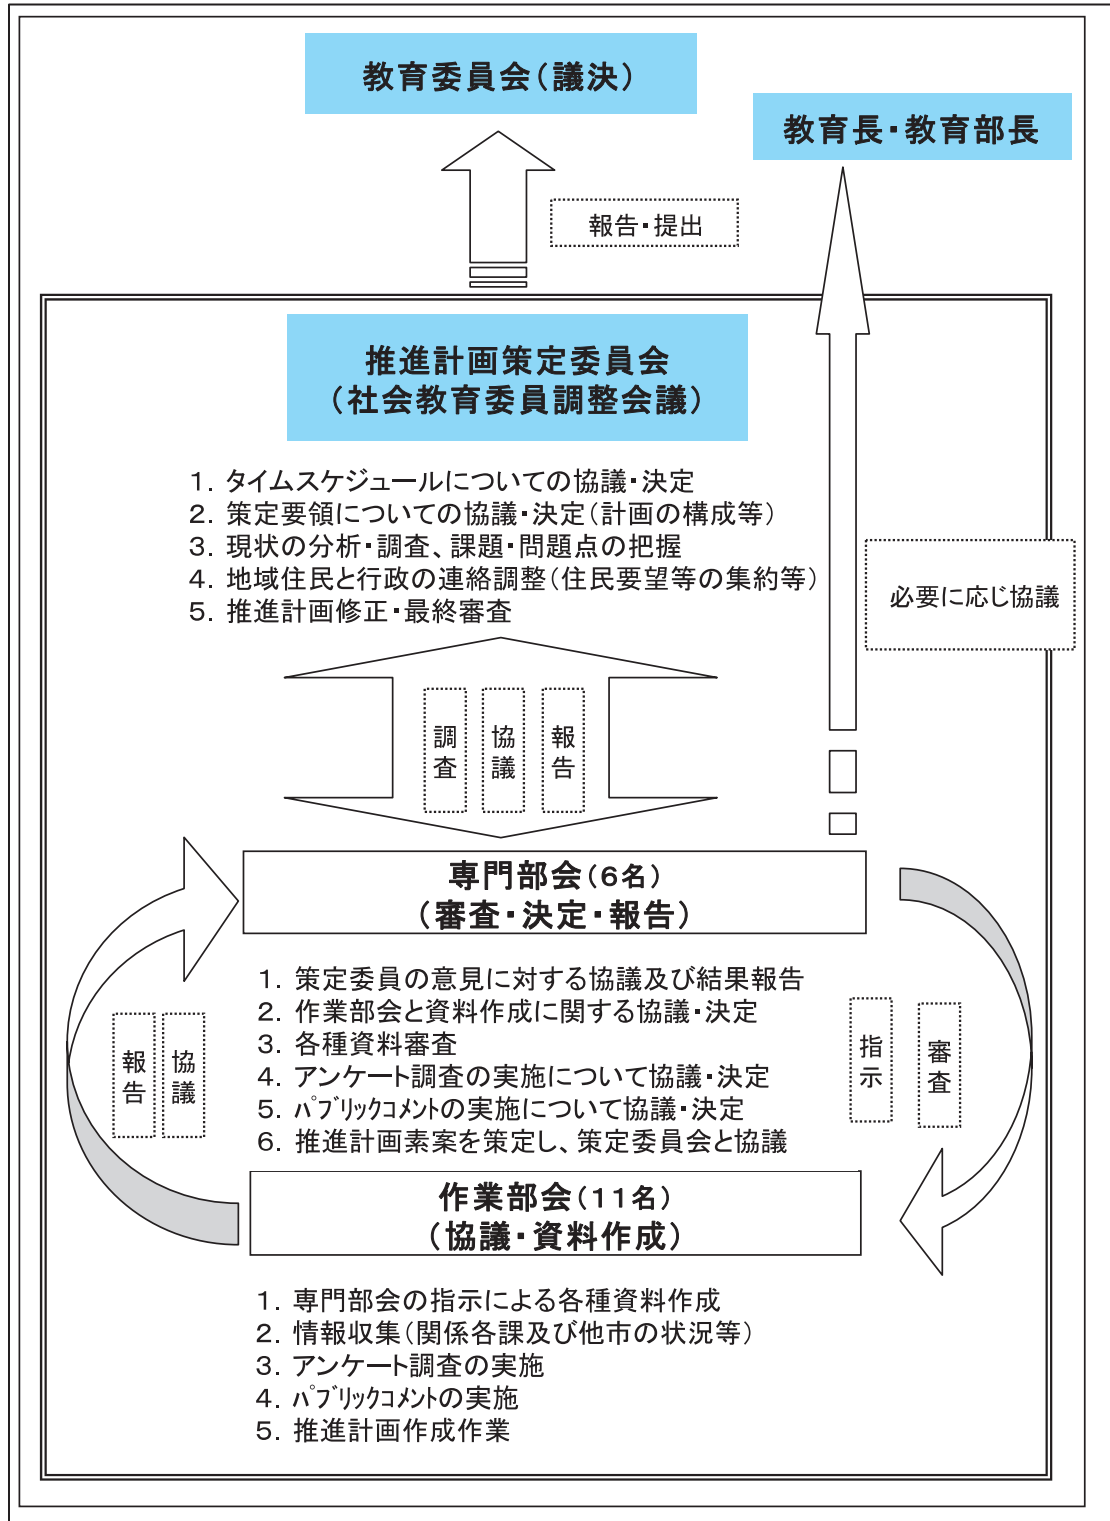 教育委員会(議決)
教育長・教育部長
報告・提出
推進計画策定委員会
(社会教育委員調整会議)
1. タイムスケジュールについての協議・決定
2. 策定要領についての協議・決定(計画の構成等)
3. 現状の分析・調査、課題・問題点の把握
4. 地域住民と行政の連絡調整(住民要望等の集約等)
5. 推進計画修正・最終審査
必要に応じ協議
調査
協議
報告
専門部会(6名)
(審査・決定・報告)
1. 策定委員の意見に対する協議及び結果報告
2. 作業部会と資料作成に関する協議・決定
3. 各種資料審査
4. アンケート調査の実施について協議・決定
5. パブリックコメントの実施について協議・決定
6. 推進計画素案を策定し、策定委員会と協議
報告
協議
指示
審査
作業部会(11名)
(協議・資料作成)
1. 専門部会の指示による各種資料作成
2. 情報収集(関係各課及び他市の状況等)
3. アンケート調査の実施
4. パブリックコメントの実施
5. 推進計画作成作業